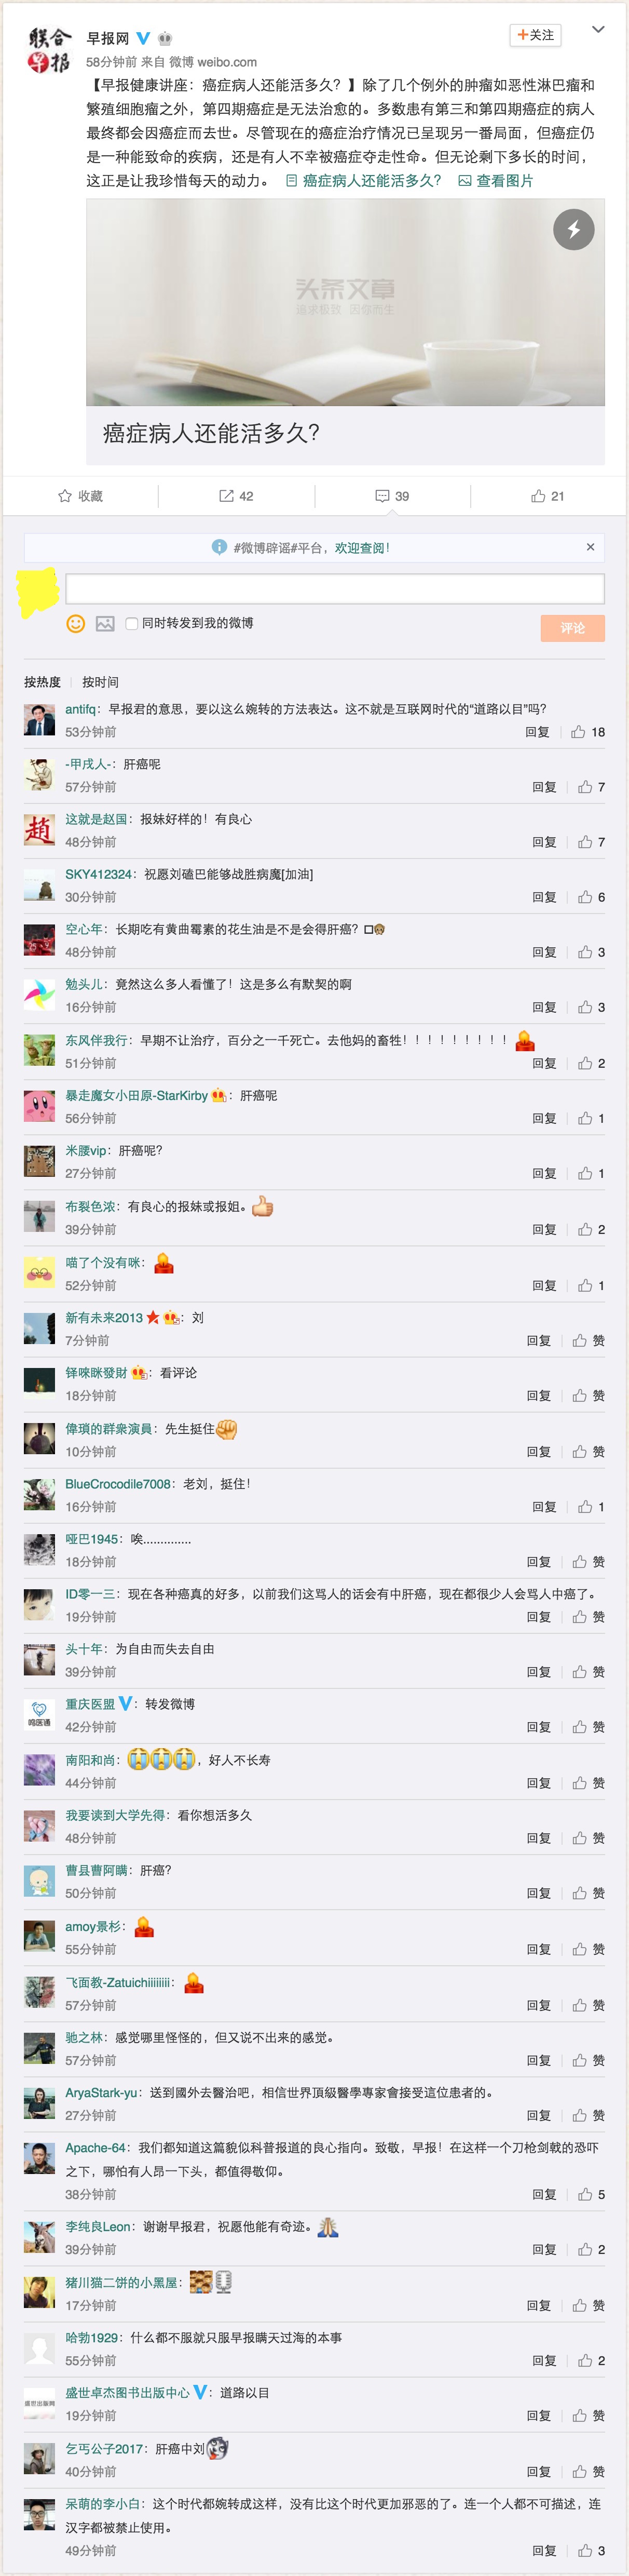 联合早报
早报网
关注
58分钟前 来自 微博 weibo.com
【早报健康讲座：癌症病人还能活多久？】除了几个例外的肿瘤如恶性淋巴瘤和
繁殖细胞瘤之外，第四期癌症是无法治愈的。多数患有第三和第四期癌症的病人
最终都会因癌症而去世。尽管现在的癌症治疗情况已呈现另一番局面，但癌症仍
是一种能致命的疾病，还是有人不幸被癌症夺走性命。但无论剩下多长的时间，
这正是让我珍惜每天的动力。 癌症病人还能活多久？ 查看图片
头条文章
追求极致 因你而生
癌症病人还能活多久？
收藏 42 39 21
#微博辟谣#平台，欢迎查阅！
同时转发到我的微博 评论
按热度 按时间
antifq：早报君的意思，要以这么婉转的方法表达。这不就是互联网时代的“道路以目”吗？
53分钟前 回复 18
-甲戌人-：肝癌呢
57分钟前 回复 7
这就是赵国：报妹好样的！有良心
48分钟前 回复 7
SKY412324：祝愿刘磕巴能够战胜病魔[加油]
30分钟前 回复 6
空心年：长期吃有黄曲霉素的花生油是不是会得肝癌？
48分钟前 回复 3
勉头儿：竟然这么多人看懂了！这是多么有默契的啊
16分钟前 回复 3
东风伴我行：早期不让治疗，百分之一千死亡。去他妈的畜牲！！！！！！！！！
51分钟前 回复 2
暴走魔女小田原-StarKirby：肝癌呢
56分钟前 回复 1
米腰vip：肝癌呢？
27分钟前 回复 1
布裂色浓：有良心的报妹或报姐。
39分钟前 回复 2
喵了个没有咪：
52分钟前 回复 1
新有未来2013：刘
7分钟前 回复 赞
铎咪眯發財：看评论
18分钟前 回复 赞
偉瑣的群衆演員：先生挺住
10分钟前 回复 赞
BlueCrocodile7008：老刘，挺住！
16分钟前 回复 1
哑巴1945：唉..............
18分钟前 回复 赞
ID零一三：现在各种癌真的好多，以前我们这骂人的话会有中肝癌，现在都很少人会骂人中癌了。
19分钟前 回复 赞
头十年：为自由而失去自由
39分钟前 回复 赞
重庆医盟：转发微博
42分钟前 回复 赞
南阳和尚：，好人不长寿
44分钟前 回复 赞
我要读到大学先得：看你想活多久
48分钟前 回复 赞
曹县曹阿瞒：肝癌？
50分钟前 回复 赞
amoy景杉：
55分钟前 回复 赞
飞面教-Zatuichiiiiiiii：
57分钟前 回复 赞
驰之林：感觉哪里怪怪的，但又说不出来的感觉。
57分钟前 回复 赞
AryaStark-yu：送到國外去醫治吧，相信世界頂級醫學專家會接受這位患者的。
27分钟前 回复 赞
Apache-64：我们都知道这篇貌似科普报道的良心指向。致敬，早报！在这样一个刀枪剑戟的恐吓
之下，哪怕有人昂一下头，都值得敬仰。
38分钟前 回复 5
李纯良Leon：谢谢早报君，祝愿他能有奇迹。
39分钟前 回复 2
猪川猫二饼的小黑屋：
17分钟前 回复 赞
哈勃1929：什么都不服就只服早报瞒天过海的本事
55分钟前 回复 2
盛世卓杰图书出版中心：道路以目
19分钟前 回复 赞
乞丐公子2017：肝癌中刘
40分钟前 回复 赞
呆萌的李小白：这个时代都婉转成这样，没有比这个时代更加邪恶的了。连一个人都不可描述，连
汉字都被禁止使用。
49分钟前 回复 3